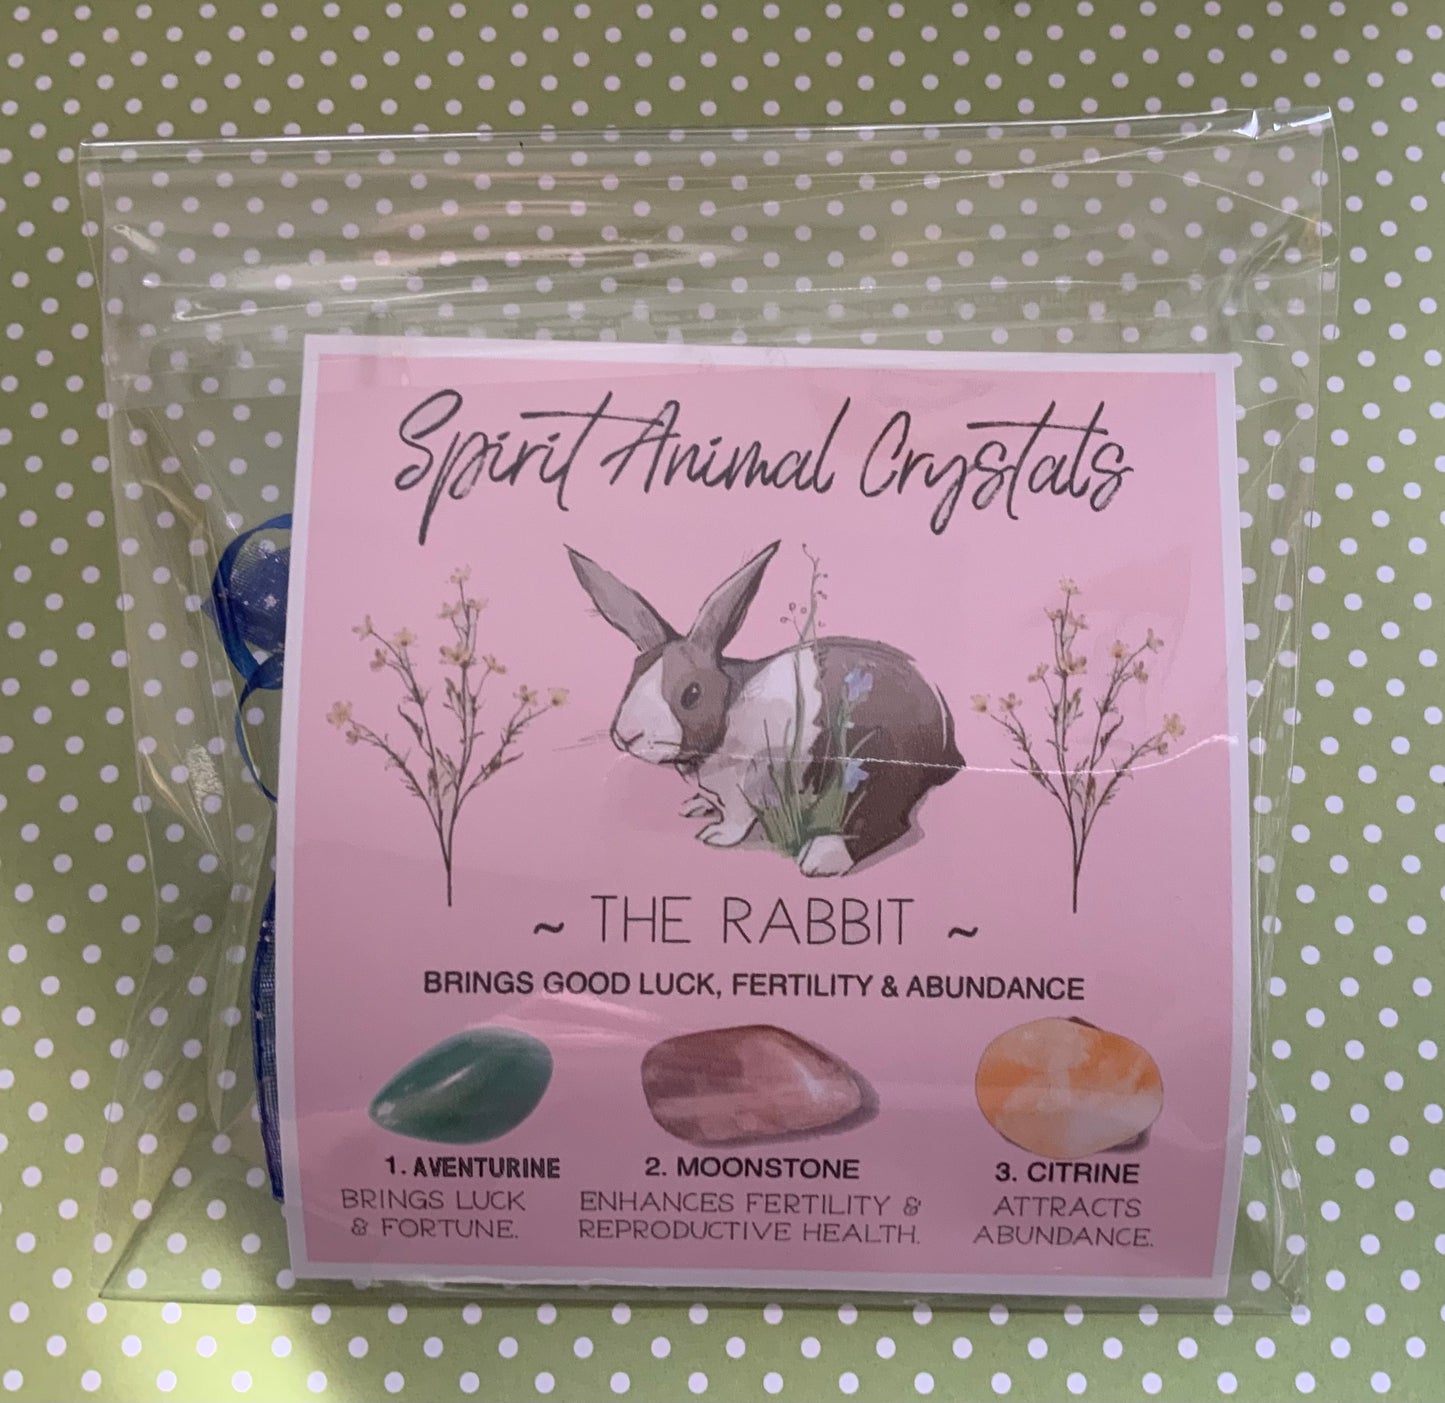 Spirit Animal Crystals
~ THE RABBIT ~
BRINGS GOOD LUCK, FERTILITY & ABUNDANCE
1. AVENTURINE
BRINGS LUCK
& FORTUNE.
2. MOONSTONE
ENHANCES FERTILITY &
REPRODUCTIVE HEALTH.
3. CITRINE
ATTRACTS
ABUNDANCE.